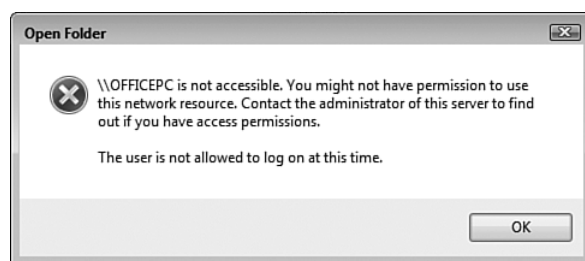 Open Folder
\\OFFICEPC is not accessible. You might not have permission to use
this network resource. Contact the administrator of this server to find
out if you have access permissions.
The user is not allowed to log on at this time.
OK